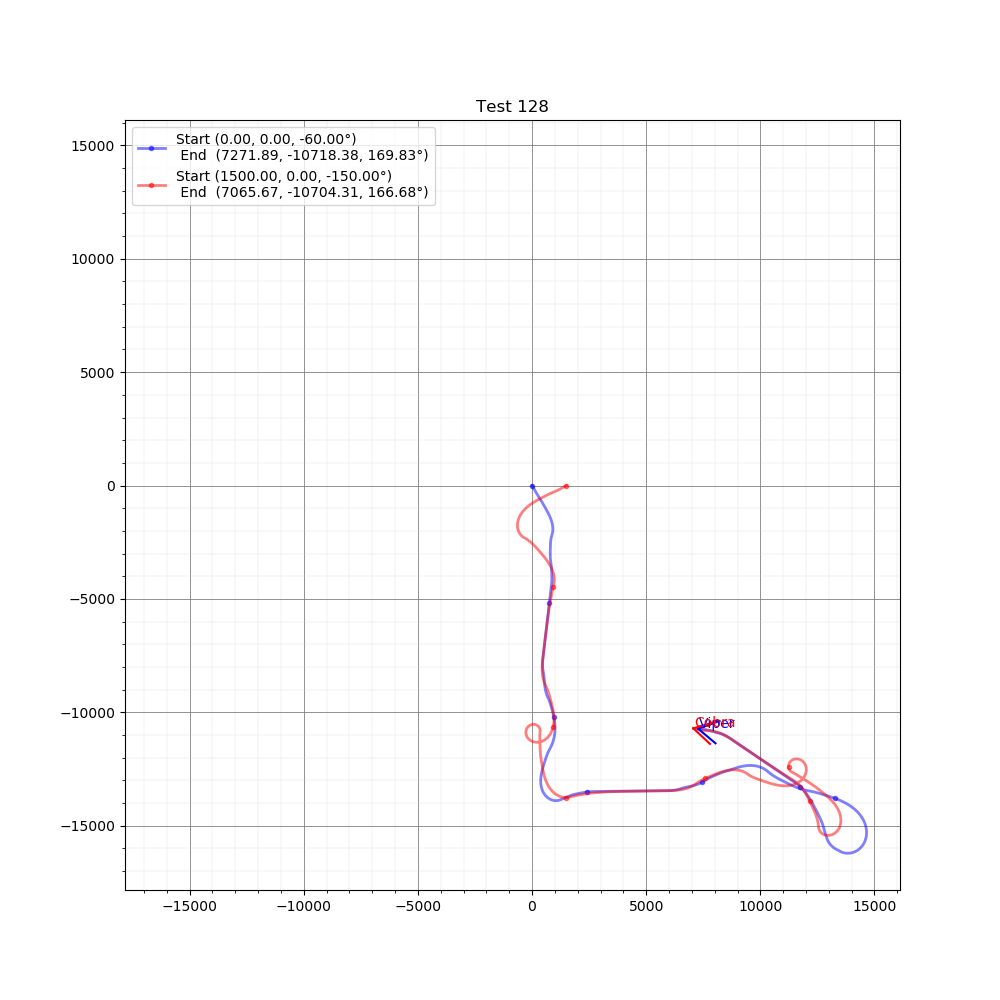 Test 128
Start (0.00, 0.00, -60.00°)
End (7271.89, -10718.38, 169.83°)
Start (1500.00, 0.00, -150.00°)
End (7065.67, -10704.31, 166.68°)
15000
10000
5000
0
−5000
−10000
−15000
Cobra
Viper
−15000 −10000 −5000 0 5000 10000 15000